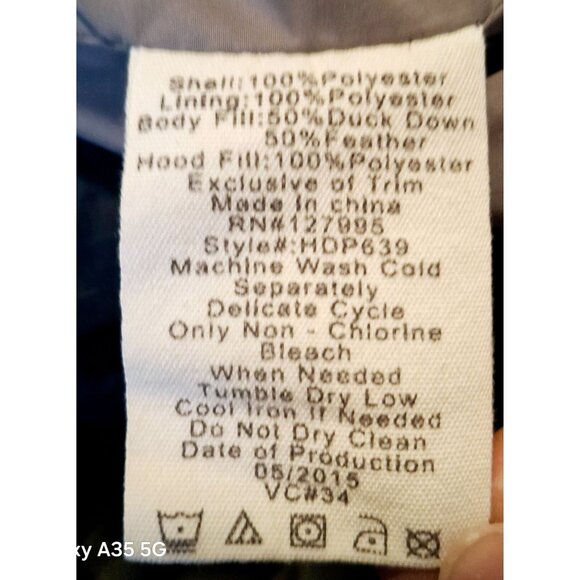 Shell:100%Polyester
Lining:100%Polyester
Body Fill:50%Duck Down
50%Feather
Hood Fill:100%Polyester
Exclusive of Trim
Made in china
RN#127995
Style#:HDP639
Machine Wash Cold
Separately
Delicate Cycle
Only Non - Chlorine
Bleach
When Needed
Tumble Dry Low
Cool Iron If Needed
Do Not Dry Clean
Date of Production
05/2015
VC#34
xy A35 5G